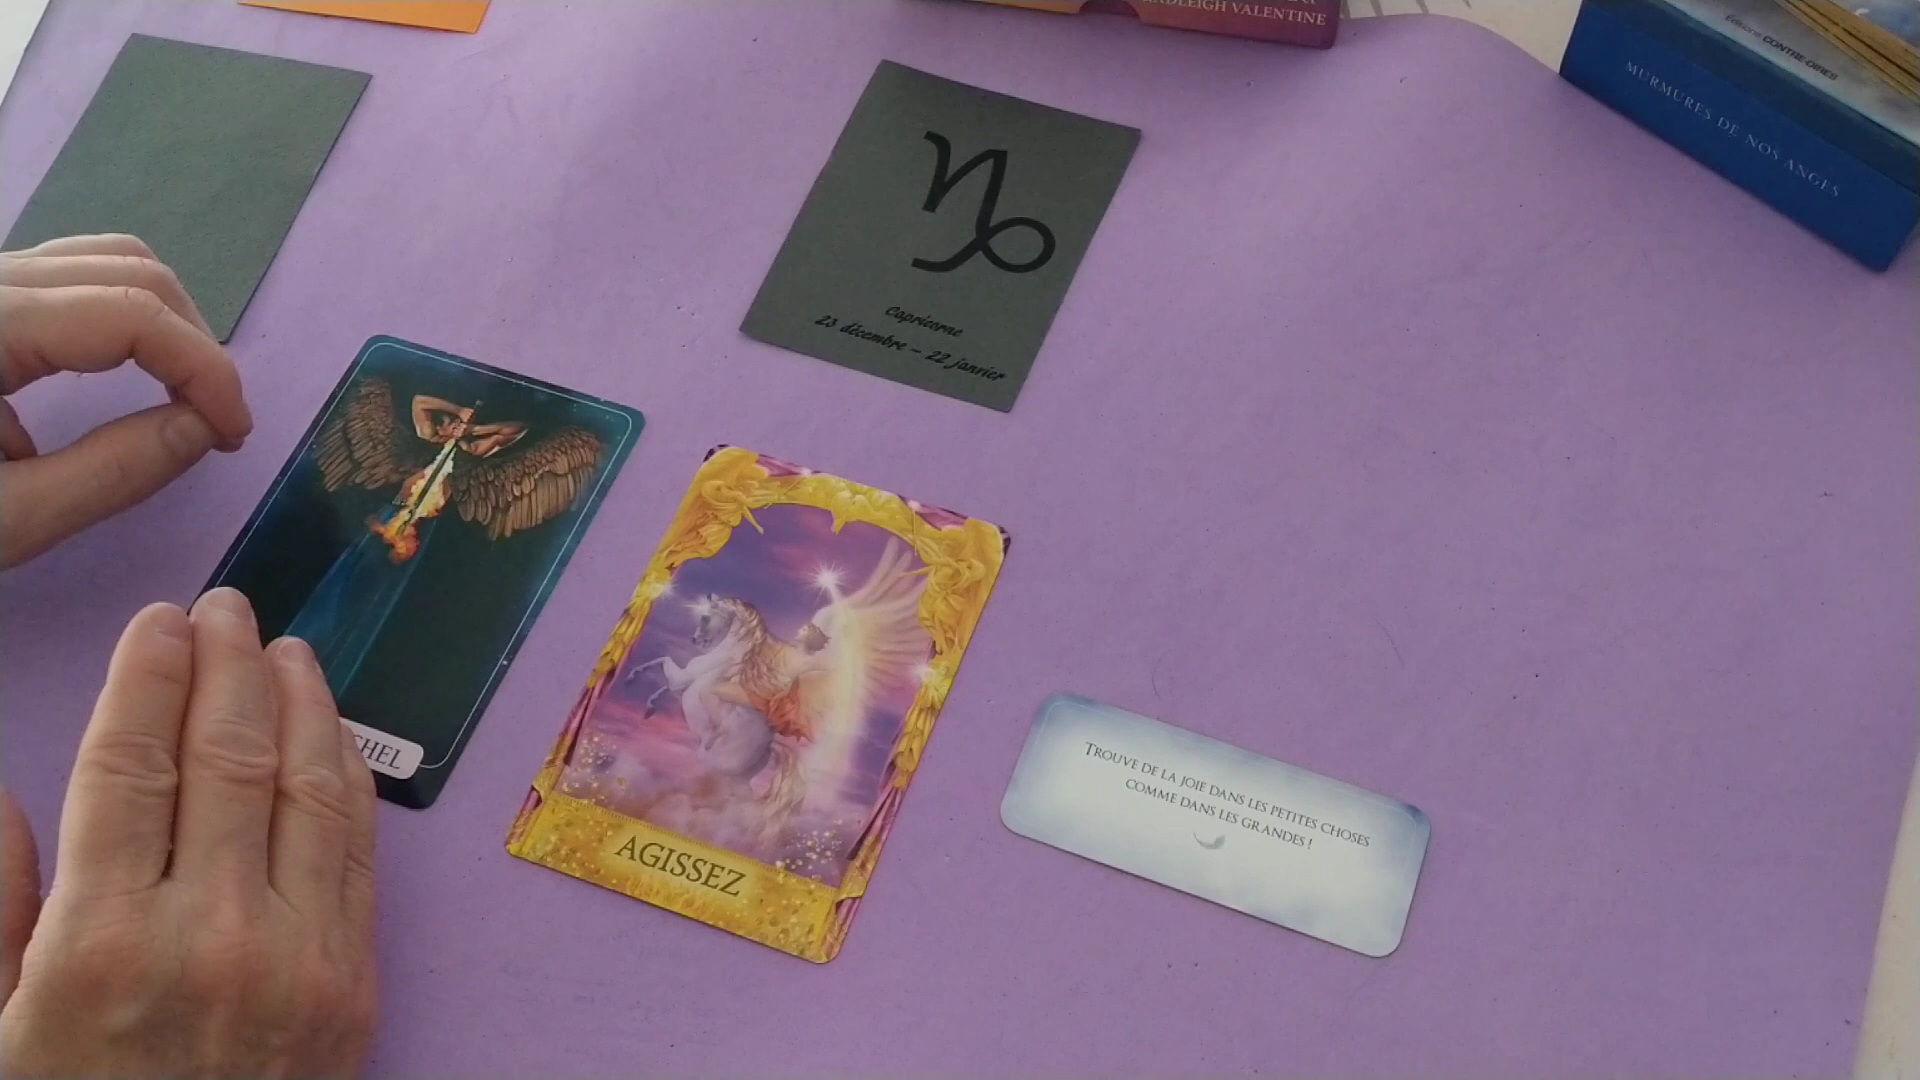 RADLEIGH VALENTINE
Éditions CONTRE-DIRES
MURMURES DE NOS ANGES
Capricorne
23 décembre – 22 janvier
CHEL
AGISSEZ
TROUVE DE LA JOIE DANS LES PETITES CHOSES
COMME DANS LES GRANDES !